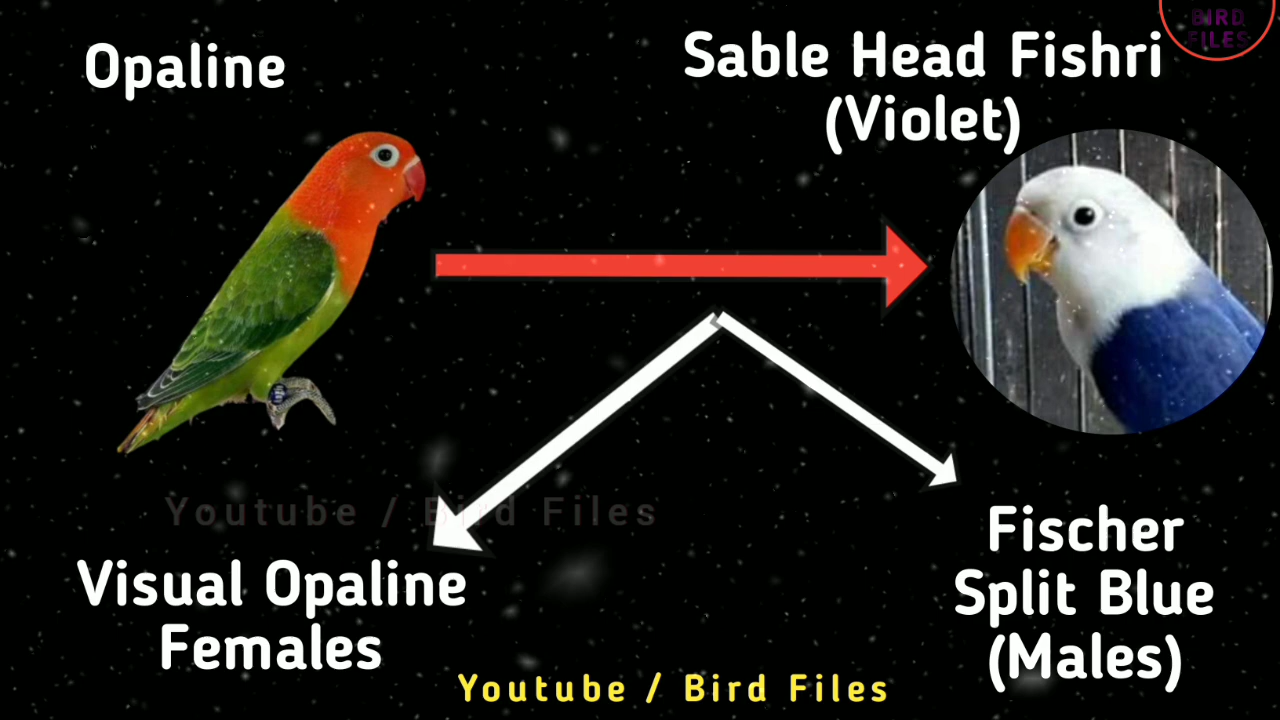 BIRD
FILES
Opaline
Sable Head Fishri
(Violet)
Youtube / Bird Files
Visual Opaline
Females
Fischer
Split Blue
(Males)
Youtube / Bird Files